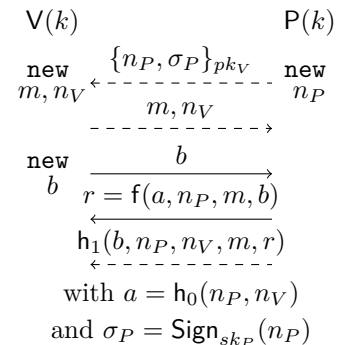 V(k) P(k)
new {n_P, σ_P}_{pk_V} new
m, n_V n_P
m, n_V
new b
b
r = f(a, n_P, m, b)
h_1(b, n_P, n_V, m, r)
with a = h_0(n_P, n_V)
and σ_P = Sign_{sk_P}(n_P)